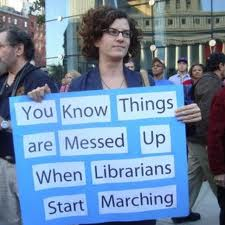 You Know Things
are Messed Up
When Librarians
Start Marching